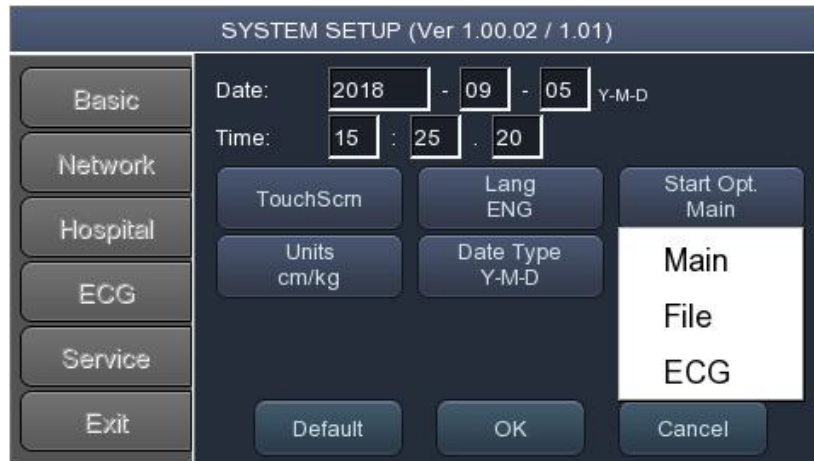 SYSTEM SETUP (Ver 1.00.02 / 1.01)
Basic
Network
Hospital
ECG
Service
Exit
Date: 2018 - 09 - 05 Y-M-D
Time: 15 : 25 . 20
TouchScrn
Lang
ENG
Start Opt.
Main
Units
cm/kg
Date Type
Y-M-D
Main
File
ECG
Default
OK
Cancel